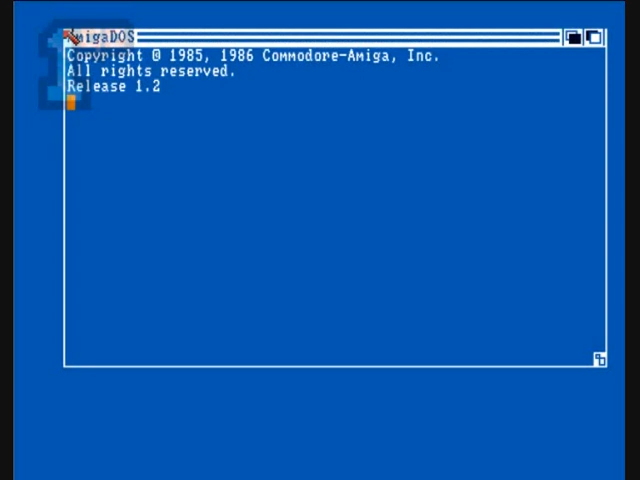 AmigaDOS
Copyright © 1985, 1986 Commodore-Amiga, Inc.
All rights reserved.
Release 1.2